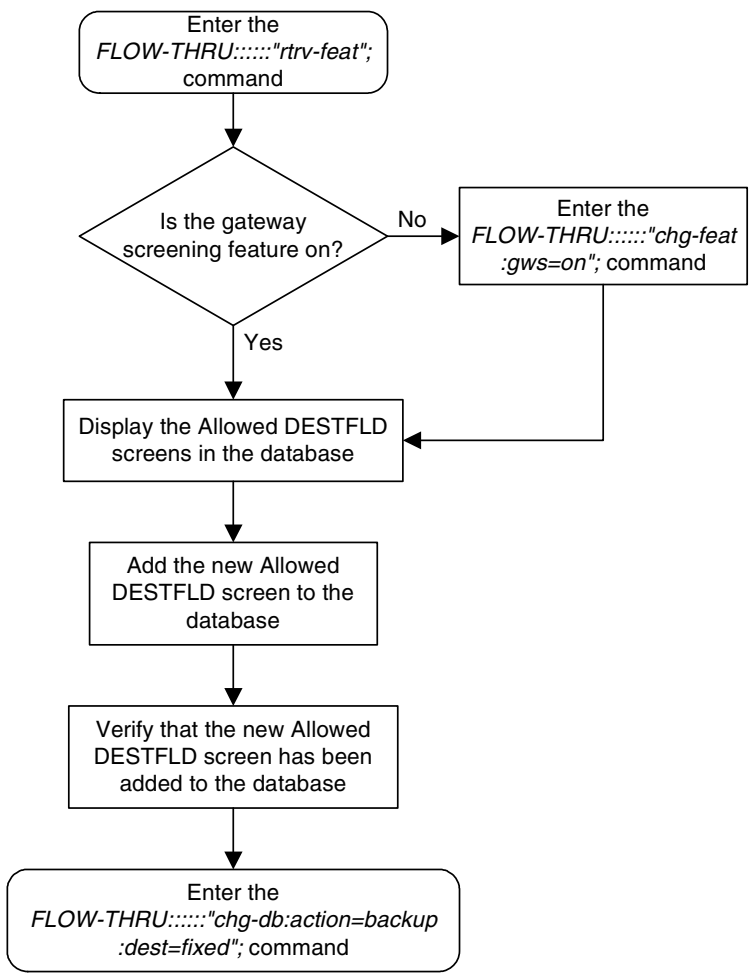 Enter the
FLOW-THRU::::::"rtrv-feat";
command
Is the gateway
screening feature on?
No
Enter the
FLOW-THRU::::::"chg-feat
:gws=on"; command
Yes
Display the Allowed DESTFLD
screens in the database
Add the new Allowed
DESTFLD screen to the
database
Verify that the new Allowed
DESTFLD screen has been
added to the database
Enter the
FLOW-THRU::::::"chg-db:action=backup
:dest=fixed"; command